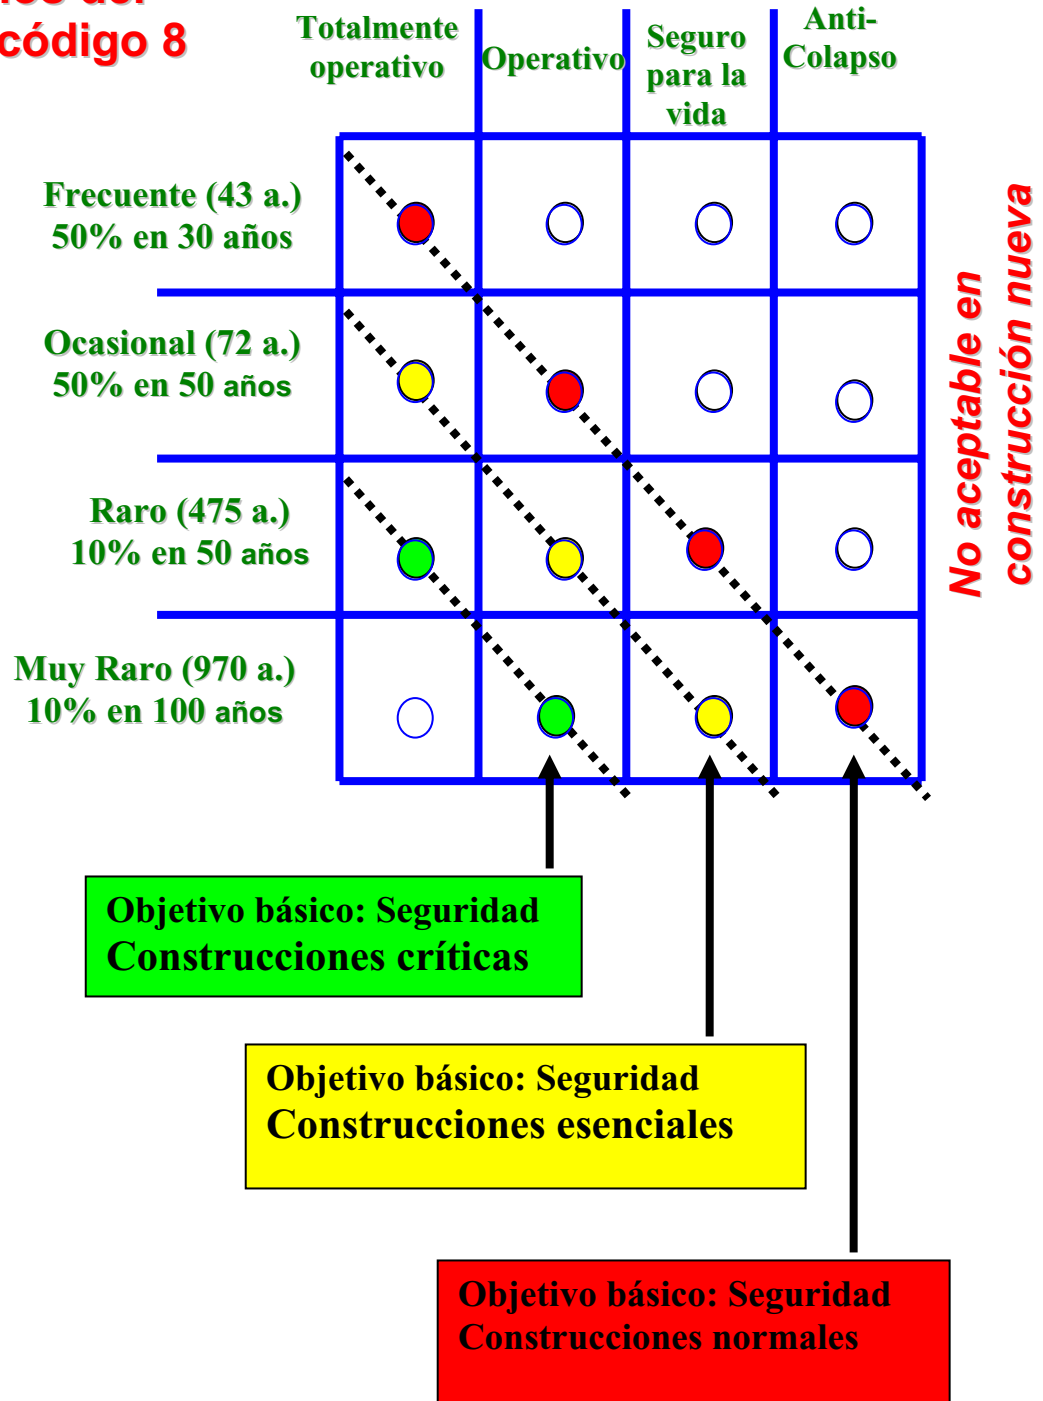 código 8
Totalmente
operativo
Operativo
Seguro
para la
vida
Anti-
Colapso
Frecuente (43 a.)
50% en 30 años
Ocasional (72 a.)
50% en 50 años
Raro (475 a.)
10% en 50 años
Muy Raro (970 a.)
10% en 100 años
No aceptable en
construcción nueva
Objetivo básico: Seguridad
Construcciones críticas
Objetivo básico: Seguridad
Construcciones esenciales
Objetivo básico: Seguridad
Construcciones normales